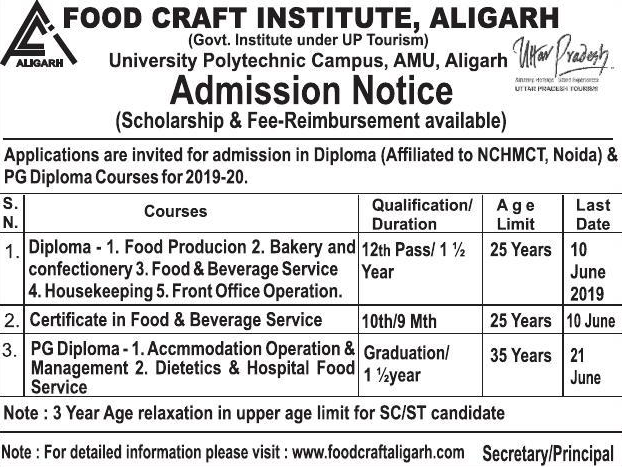 FOOD CRAFT INSTITUTE, ALIGARH
(Govt. Institute under UP Tourism)
University Polytechnic Campus, AMU, Aligarh
ALIGARH
Uttar Pradesh
UTTAR PRADESH TOURISM
Admission Notice
(Scholarship & Fee-Reimbursement available)
Applications are invited for admission in Diploma (Affiliated to NCHMCT, Noida) &
PG Diploma Courses for 2019-20.
S. N. Courses Qualification/ Duration Age Limit Last Date
1. Diploma - 1. Food Producion 2. Bakery and 12th Pass/ 1 ½ 25 Years 10
confectionery 3. Food & Beverage Service Year June
4. Housekeeping 5. Front Office Operation. 2019
2. Certificate in Food & Beverage Service 10th/9 Mth 25 Years 10 June
3. PG Diploma - 1. Accmmodation Operation & Graduation/ 35 Years 21
Management 2. Dietetics & Hospital Food 1 ½year June
Service
Note : 3 Year Age relaxation in upper age limit for SC/ST candidate
Note : For detailed information please visit : www.foodcraftaligarh.com Secretary/Principal